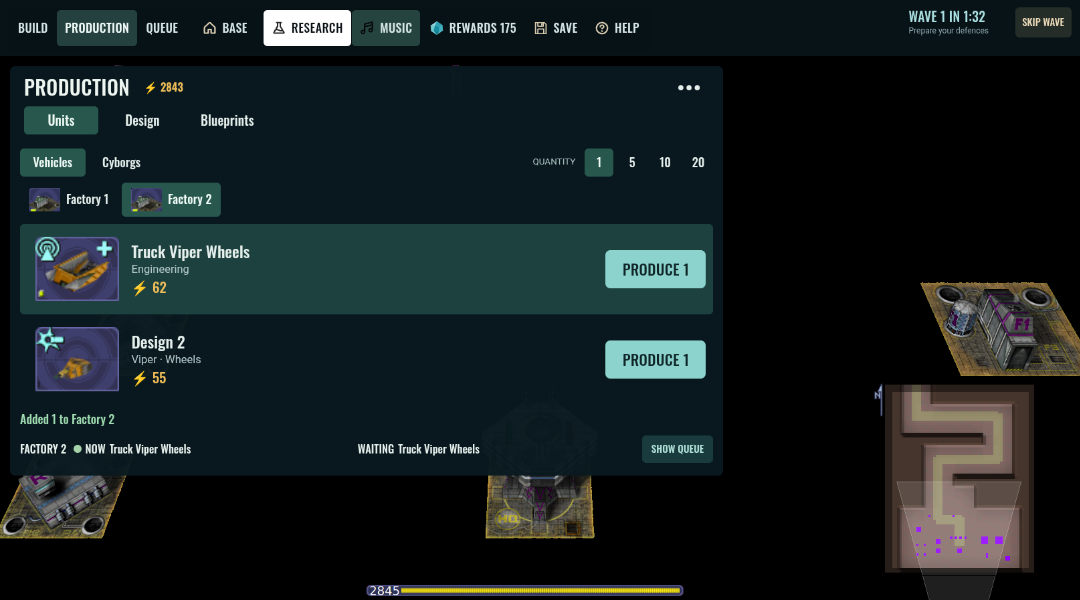 BUILD PRODUCTION QUEUE BASE RESEARCH MUSIC REWARDS 175 SAVE HELP
WAVE 1 IN 1:32
Prepare your defences
SKIP WAVE
PRODUCTION 2843
Units Design Blueprints
Vehicles Cyborgs QUANTITY 1 5 10 20
Factory 1 Factory 2
Truck Viper Wheels
Engineering
62
PRODUCE 1
Design 2
Viper · Wheels
55
PRODUCE 1
Added 1 to Factory 2
FACTORY 2 NOW Truck Viper Wheels WAITING Truck Viper Wheels SHOW QUEUE
F1
N
2845